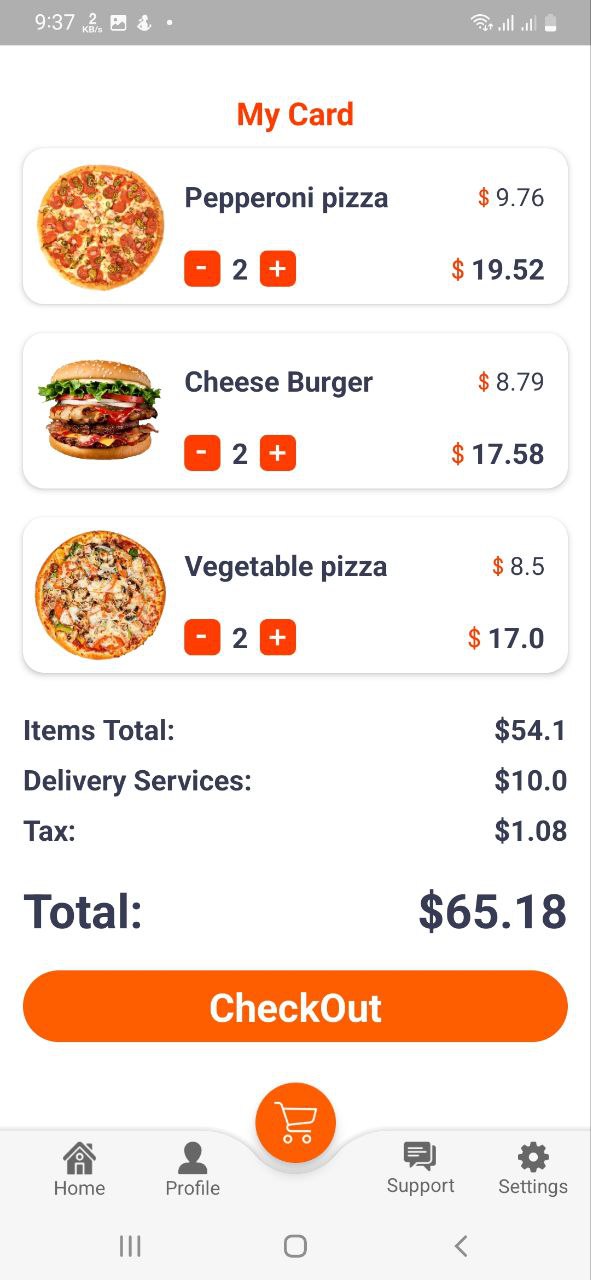 9:37 2 KB/s
My Card
Pepperoni pizza $ 9.76
- 2 + $ 19.52
Cheese Burger $ 8.79
- 2 + $ 17.58
Vegetable pizza $ 8.5
- 2 + $ 17.0
Items Total: $54.1
Delivery Services: $10.0
Tax: $1.08
Total: $65.18
CheckOut
Home Profile Support Settings